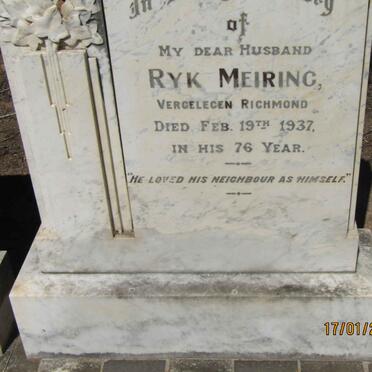 In
of
MY DEAR HUSBAND
RYK MEIRING,
VERGELEGEN RICHMOND
DIED FEB. 19TH 1937,
IN HIS 76 YEAR.
"HE LOVED HIS NEIGHBOUR AS HIMSELF."
17/01/2